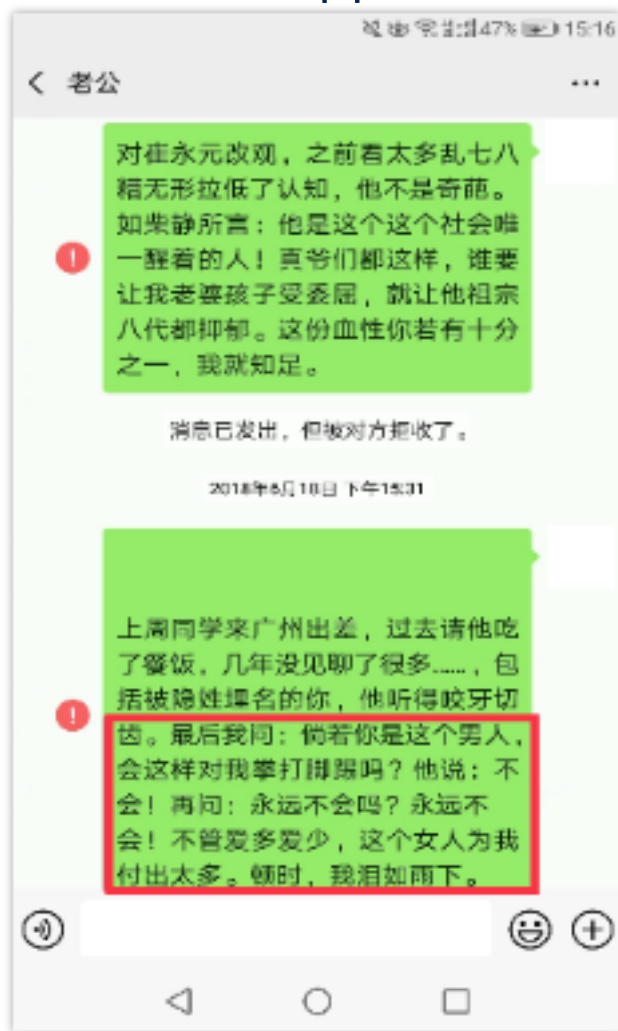 47% 15:16
老公
对崔永元改观，之前看太多乱七八
糟无形拉低了认知，他不是奇葩。
如柴静所言：他是这个这个社会唯
一醒着的人！真爷们都这样，谁要
让我老婆孩子受委屈，就让他祖宗
八代都抑郁。这份血性你若有十分
之一，我就知足。
消息已发出，但被对方拒收了。
下午15:31
上周同学来广州出差，过去请他吃
了餐饭，几年没见聊了很多……，包
括被隐姓埋名的你，他听得咬牙切
齿。最后我问：倘若你是这个男人，
会这样对我拳打脚踢吗？他说：不
会！再问：永远不会吗？永远不
会！不管爱多爱少，这个女人为我
付出太多。顿时，我泪如雨下。